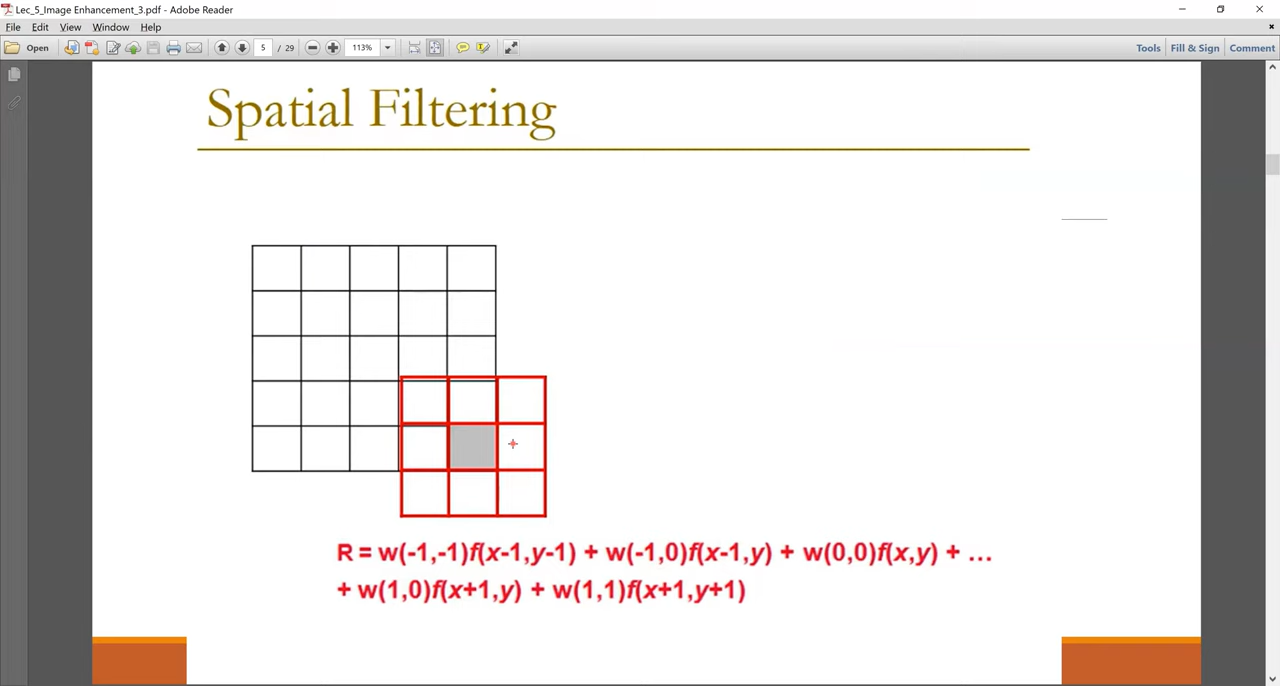 Lec_5_Image Enhancement_3.pdf - Adobe Reader
File Edit View Window Help
Open 5 / 29 113% Tools Fill & Sign Comment
Spatial Filtering
R = w(-1,-1)f(x-1,y-1) + w(-1,0)f(x-1,y) + w(0,0)f(x,y) + …
+ w(1,0)f(x+1,y) + w(1,1)f(x+1,y+1)